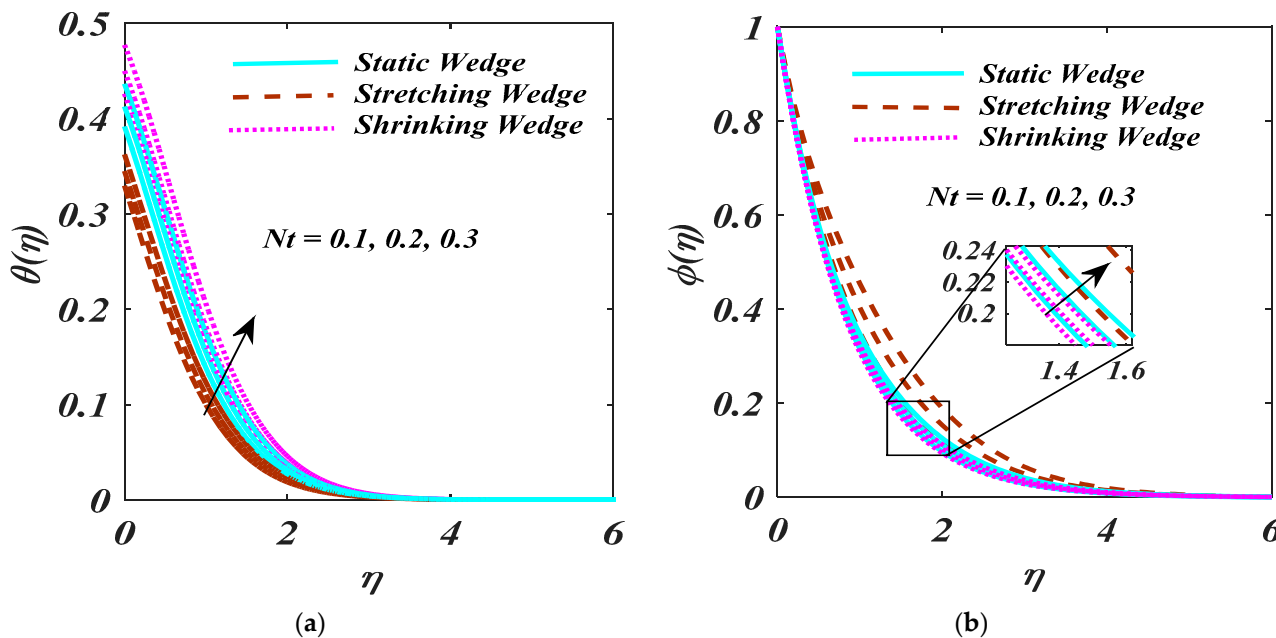 0.5
0.4
0.3
0.2
0.1
0
θ(η)
Static Wedge
Stretching Wedge
Shrinking Wedge
Nt = 0.1, 0.2, 0.3
0 2 4 6
η
(a)
1
0.8
0.6
0.4
0.2
0
ϕ(η)
Static Wedge
Stretching Wedge
Shrinking Wedge
Nt = 0.1, 0.2, 0.3
0.24
0.22
0.2
1.4 1.6
0 2 4 6
η
(b)